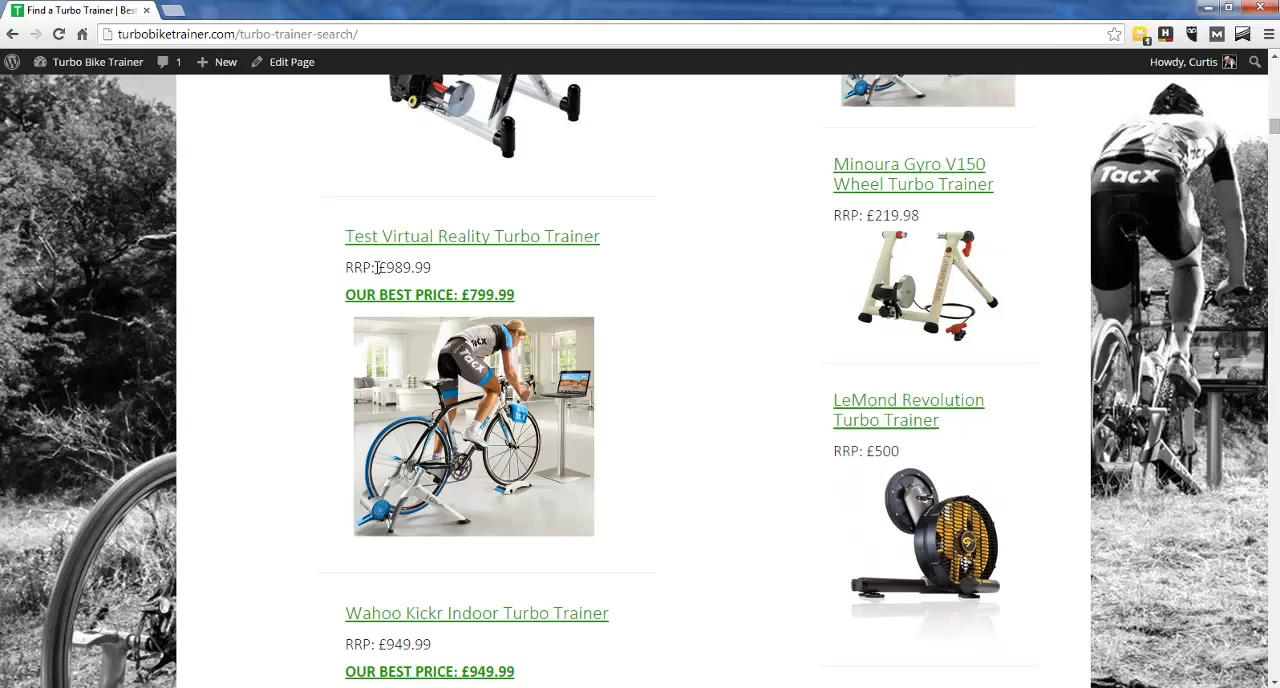 Find a Turbo Trainer | Bes
turbobiketrainer.com/turbo-trainer-search/
Turbo Bike Trainer
1
New
Edit Page
Howdy, Curtis
Test Virtual Reality Turbo Trainer
RRP:£989.99
OUR BEST PRICE: £799.99
Wahoo Kickr Indoor Turbo Trainer
RRP: £949.99
OUR BEST PRICE: £949.99
Minoura Gyro V150
Wheel Turbo Trainer
RRP: £219.98
LeMond Revolution
Turbo Trainer
RRP: £500
Tacx
Tacx